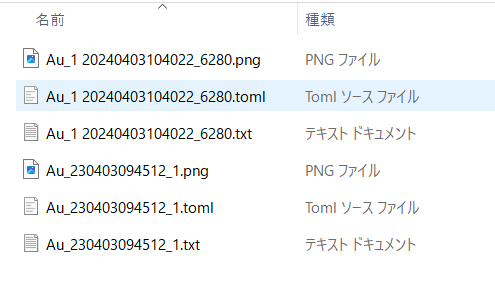 名前 種類
Au_1 20240403104022_6280.png PNG ファイル
Au_1 20240403104022_6280.toml Toml ソース ファイル
Au_1 20240403104022_6280.txt テキスト ドキュメント
Au_230403094512_1.png PNG ファイル
Au_230403094512_1.toml Toml ソース ファイル
Au_230403094512_1.txt テキスト ドキュメント